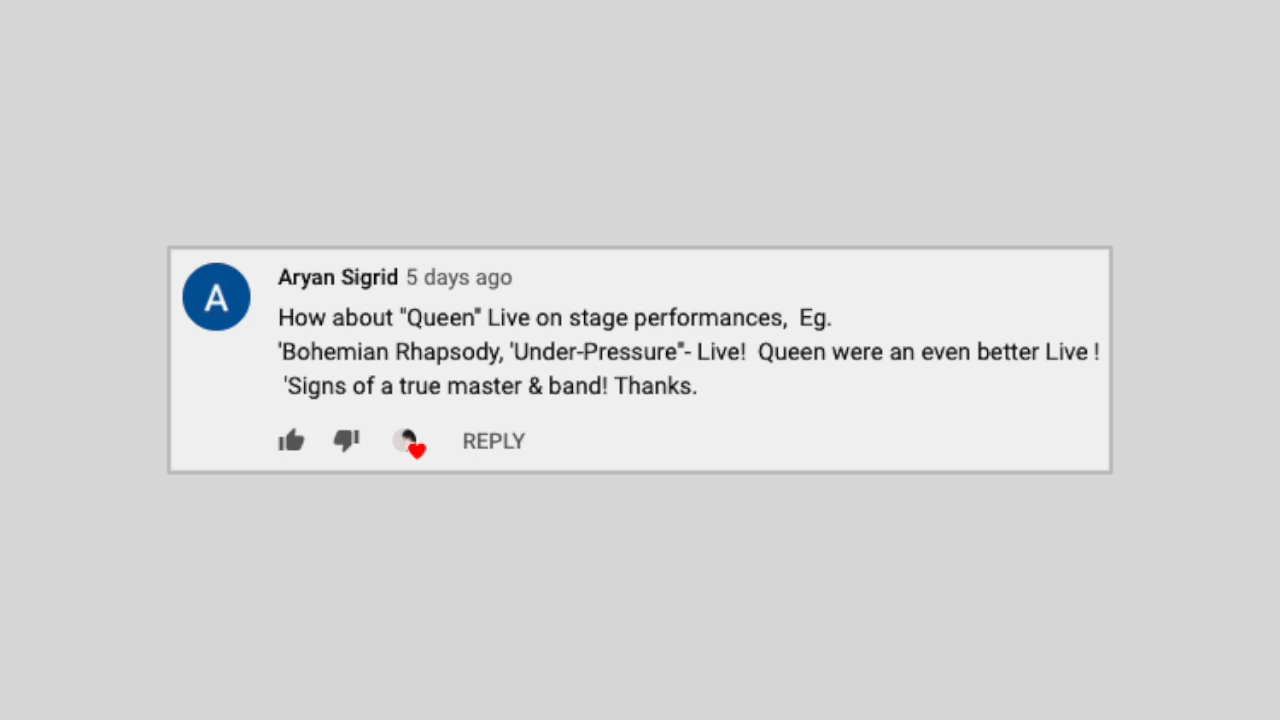 A
Aryan Sigrid 5 days ago
How about "Queen" Live on stage performances,  Eg.
'Bohemian Rhapsody, 'Under-Pressure"- Live!  Queen were an even better Live !
'Signs of a true master & band! Thanks.
REPLY